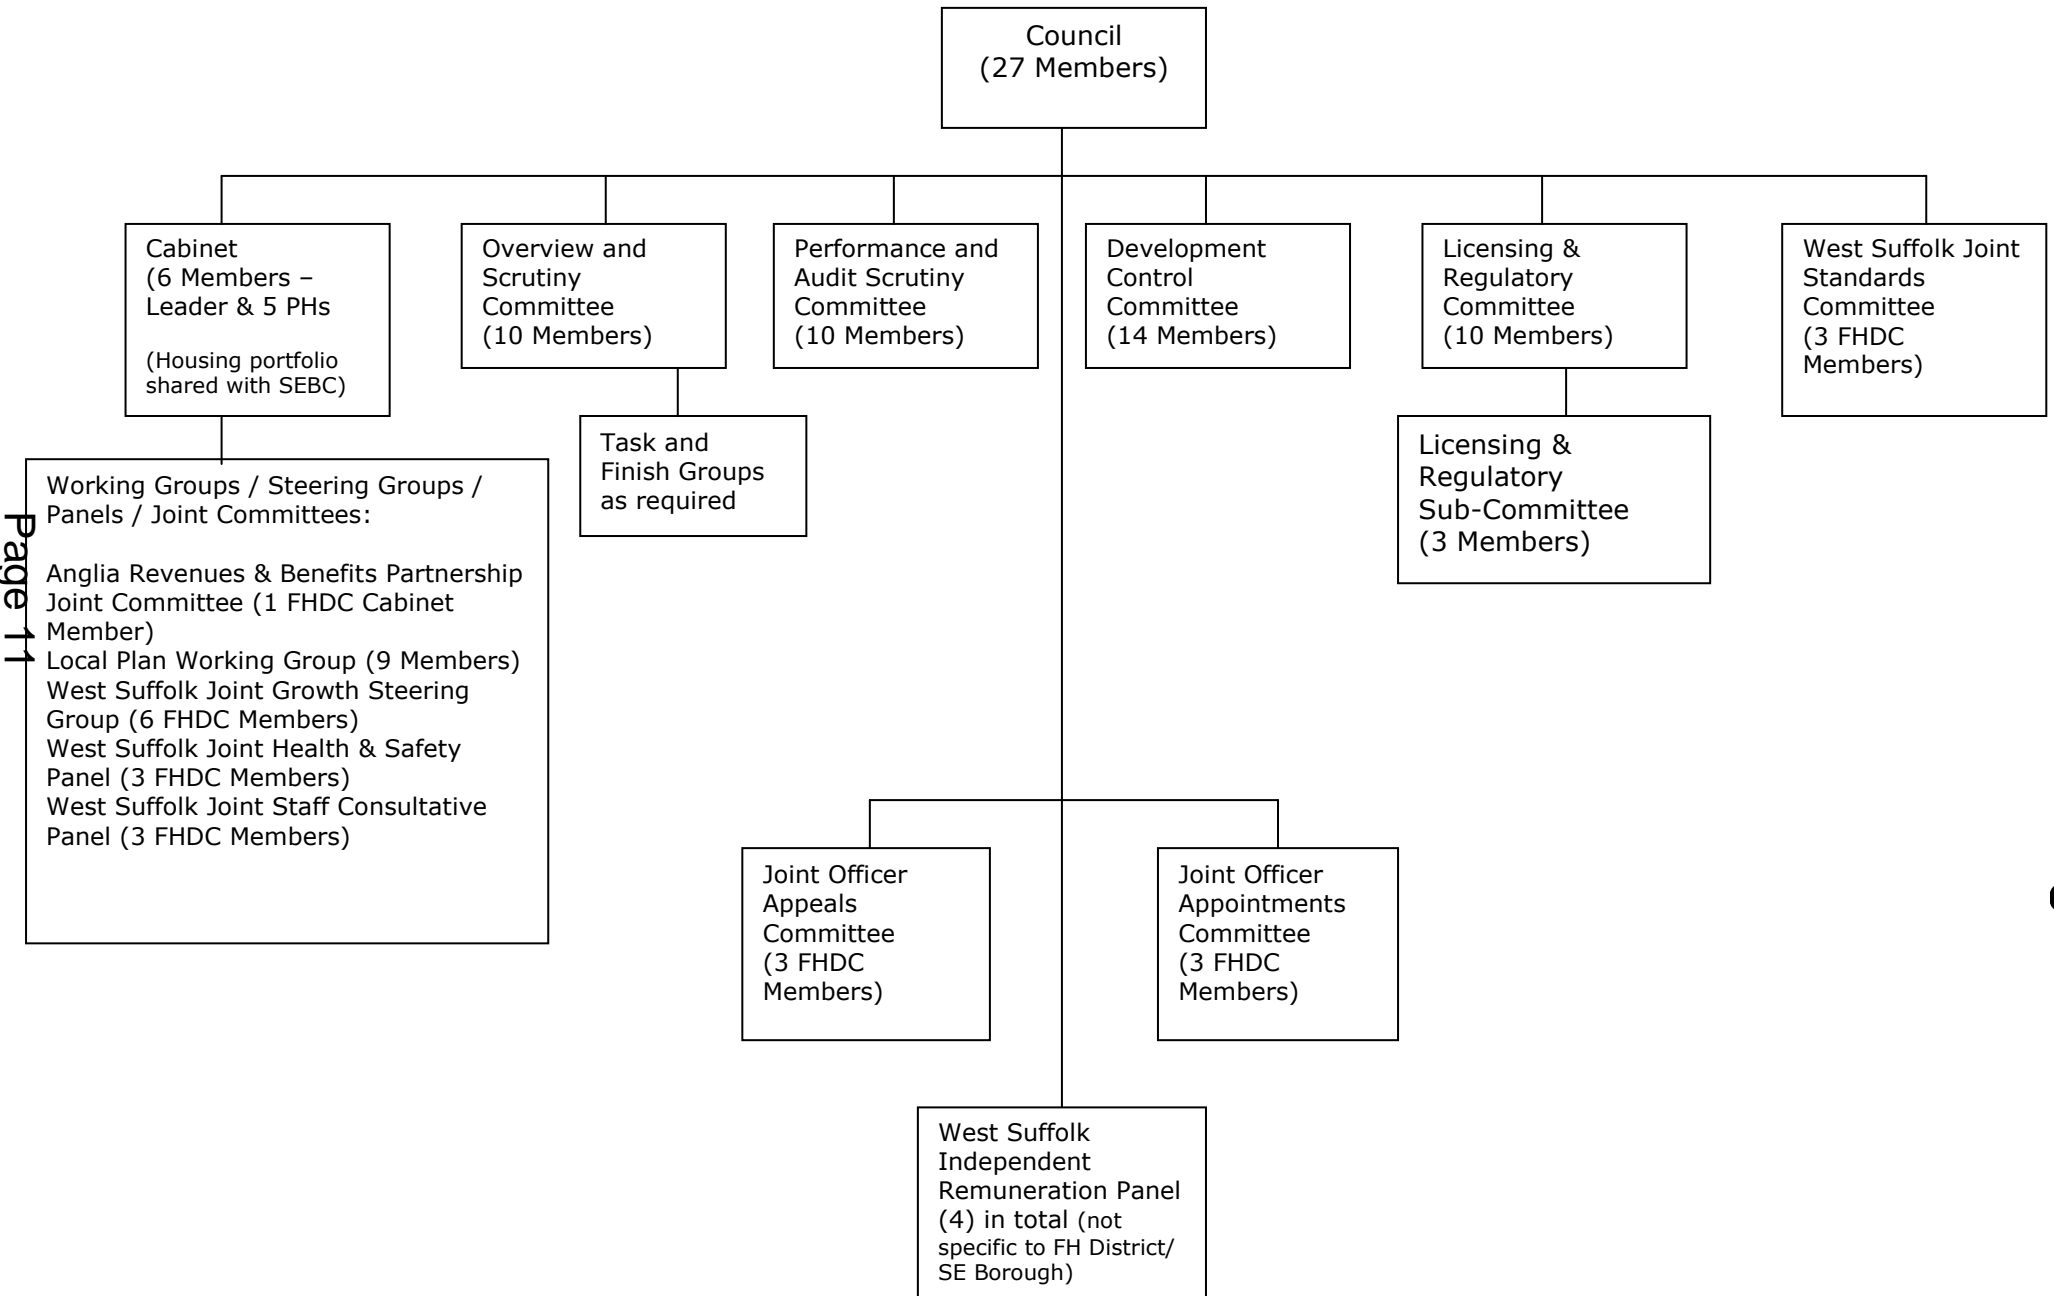 Council
(27 Members)
Cabinet
(6 Members –
Leader & 5 PHs
(Housing portfolio
shared with SEBC)
Overview and
Scrutiny
Committee
(10 Members)
Performance and
Audit Scrutiny
Committee
(10 Members)
Development
Control
Committee
(14 Members)
Licensing &
Regulatory
Committee
(10 Members)
West Suffolk Joint
Standards
Committee
(3 FHDC
Members)
Working Groups / Steering Groups /
Panels / Joint Committees:
Anglia Revenues & Benefits Partnership
Joint Committee (1 FHDC Cabinet
Member)
Local Plan Working Group (9 Members)
West Suffolk Joint Growth Steering
Group (6 FHDC Members)
West Suffolk Joint Health & Safety
Panel (3 FHDC Members)
West Suffolk Joint Staff Consultative
Panel (3 FHDC Members)
Task and
Finish Groups
as required
Licensing &
Regulatory
Sub-Committee
(3 Members)
Page 11
Joint Officer
Appeals
Committee
(3 FHDC
Members)
Joint Officer
Appointments
Committee
(3 FHDC
Members)
West Suffolk
Independent
Remuneration Panel
(4) in total (not
specific to FH District/
SE Borough)